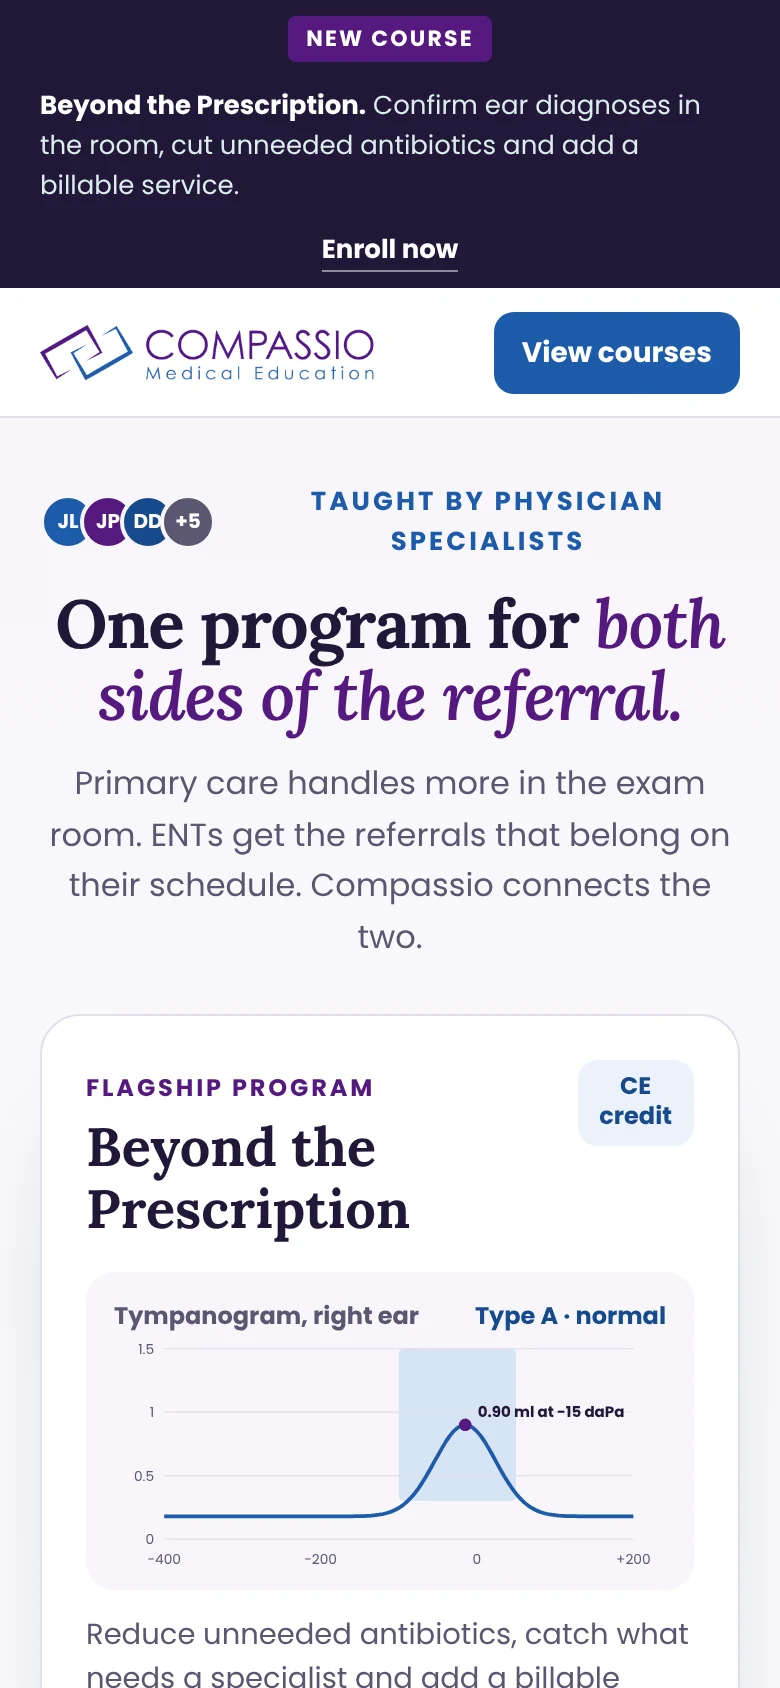 NEW COURSE
Beyond the Prescription. Confirm ear diagnoses in
the room, cut unneeded antibiotics and add a
billable service.
Enroll now
COMPASSIO
Medical Education
View courses
JL JP DD +5
TAUGHT BY PHYSICIAN
SPECIALISTS
One program for both
sides of the referral.
Primary care handles more in the exam
room. ENTs get the referrals that belong on
their schedule. Compassio connects the
two.
FLAGSHIP PROGRAM
CE
credit
Beyond the
Prescription
Tympanogram, right ear
Type A · normal
1.5
1
0.90 ml at -15 daPa
0.5
0
-400 -200 0 +200
Reduce unneeded antibiotics, catch what
needs a specialist and add a billable